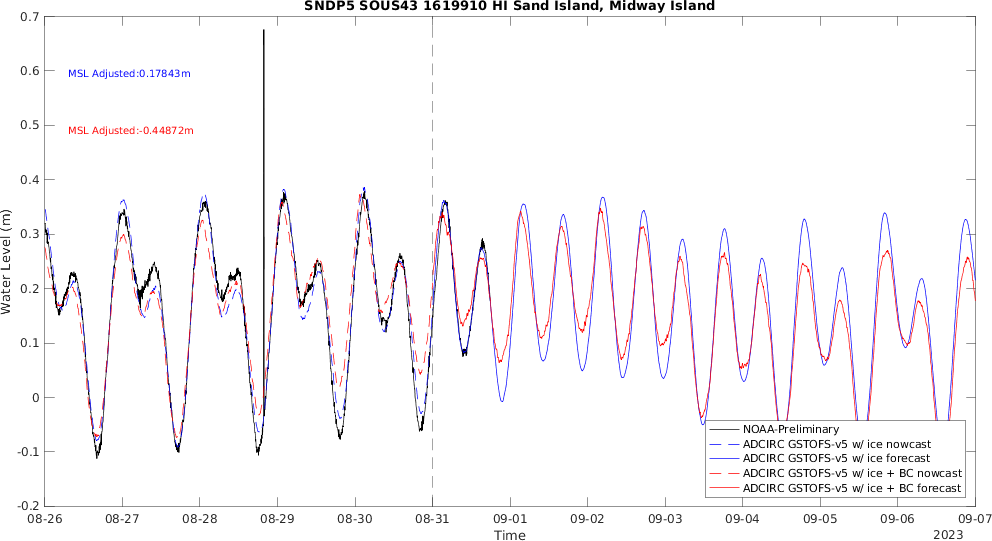 SNDP5 SOUS43 1619910 HI Sand Island, Midway Island
0.7
0.6
0.5
0.4
0.3
0.2
0.1
0
-0.1
-0.2
Water Level (m)
MSL Adjusted:0.17843m
MSL Adjusted:-0.44872m
NOAA-Preliminary
ADCIRC GSTOFS-v5 w/ ice nowcast
ADCIRC GSTOFS-v5 w/ ice forecast
ADCIRC GSTOFS-v5 w/ ice + BC nowcast
ADCIRC GSTOFS-v5 w/ ice + BC forecast
08-26 08-27 08-28 08-29 08-30 08-31 09-01 09-02 09-03 09-04 09-05 09-06 09-07
Time
2023